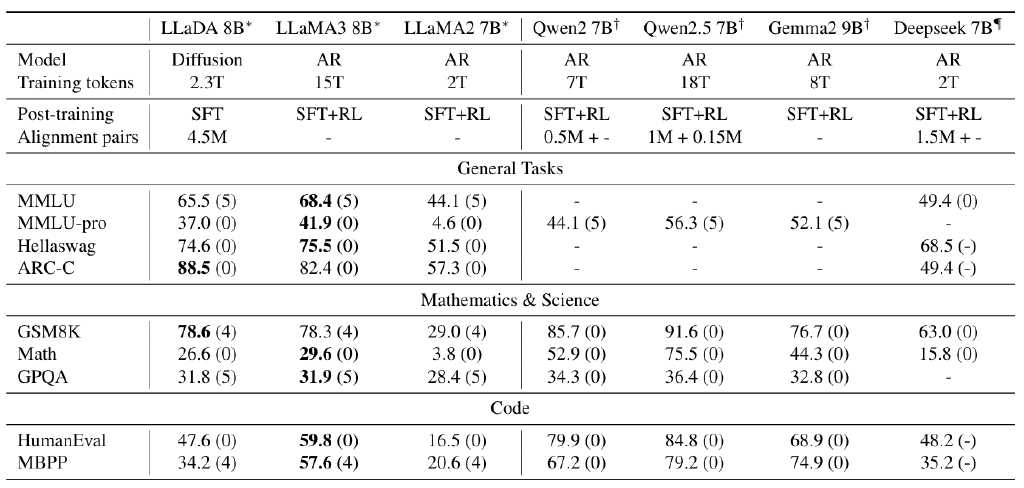 LLaDA 8B* LLaMA3 8B* LLaMA2 7B* Qwen2 7B† Qwen2.5 7B† Gemma2 9B† Deepseek 7B¶
Model Diffusion AR AR AR AR AR AR
Training tokens 2.3T 15T 2T 7T 18T 8T 2T
Post-training SFT SFT+RL SFT+RL SFT+RL SFT+RL SFT+RL SFT+RL
Alignment pairs 4.5M - - 0.5M + - 1M + 0.15M - 1.5M + -
General Tasks
MMLU 65.5 (5) 68.4 (5) 44.1 (5) - - - 49.4 (0)
MMLU-pro 37.0 (0) 41.9 (0) 4.6 (0) 44.1 (5) 56.3 (5) 52.1 (5) -
Hellaswag 74.6 (0) 75.5 (0) 51.5 (0) - - - 68.5 (-)
ARC-C 88.5 (0) 82.4 (0) 57.3 (0) - - - 49.4 (-)
Mathematics & Science
GSM8K 78.6 (4) 78.3 (4) 29.0 (4) 85.7 (0) 91.6 (0) 76.7 (0) 63.0 (0)
Math 26.6 (0) 29.6 (0) 3.8 (0) 52.9 (0) 75.5 (0) 44.3 (0) 15.8 (0)
GPQA 31.8 (5) 31.9 (5) 28.4 (5) 34.3 (0) 36.4 (0) 32.8 (0) -
Code
HumanEval 47.6 (0) 59.8 (0) 16.5 (0) 79.9 (0) 84.8 (0) 68.9 (0) 48.2 (-)
MBPP 34.2 (4) 57.6 (4) 20.6 (4) 67.2 (0) 79.2 (0) 74.9 (0) 35.2 (-)